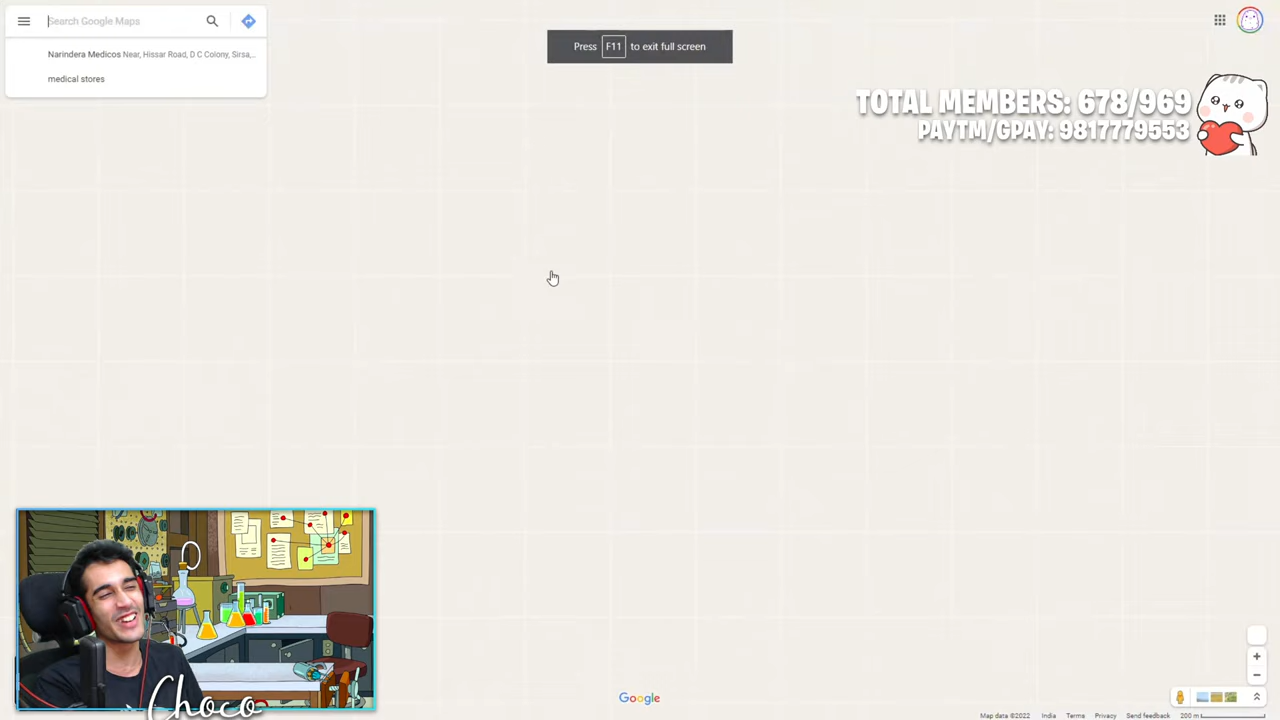 Search Google Maps
Narindera Medicos Near, Hissar Road, D C Colony, Sirsa,...
medical stores
Press F11 to exit full screen
TOTAL MEMBERS: 678/969
PAYTM/GPAY: 9817779553
Choco
Google
Map data ©2022 India Terms Privacy Send feedback 200 m